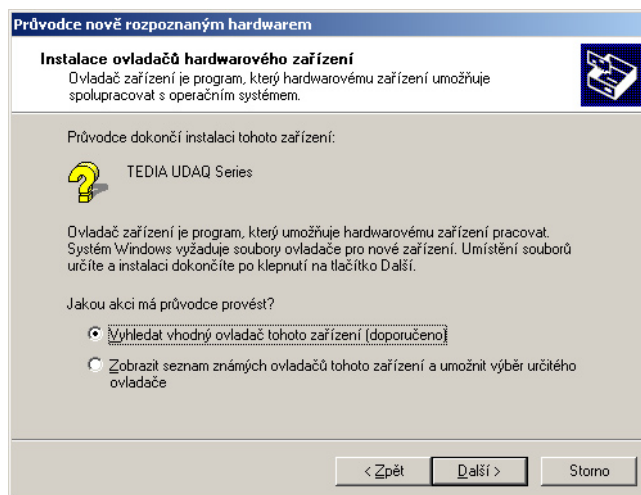 Průvodce nově rozpoznaným hardwarem
Instalace ovladačů hardwarového zařízení
Ovladač zařízení je program, který hardwarovému zařízení umožňuje
spolupracovat s operačním systémem.
Průvodce dokončí instalaci tohoto zařízení:
TEDIA UDAQ Series
Ovladač zařízení je program, který umožňuje hardwarovému zařízení pracovat.
Systém Windows vyžaduje soubory ovladače pro nové zařízení. Umístění souborů
určíte a instalaci dokončíte po klepnutí na tlačítko Další.
Jakou akci má průvodce provést?
Vyhledat vhodný ovladač tohoto zařízení (doporučeno)
Zobrazit seznam známých ovladačů tohoto zařízení a umožnit výběr určitého
ovladače
< Zpět
Další >
Storno